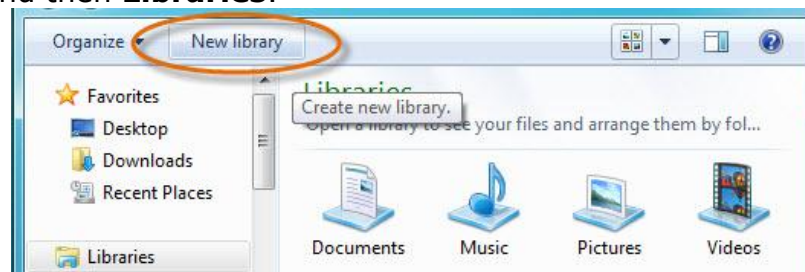 nd then Libraries.
Organize New library
Favorites
Desktop
Downloads
Recent Places
Libraries
Libraries
Create new library.
Open a library to see your files and arrange them by fol...
Documents Music Pictures Videos